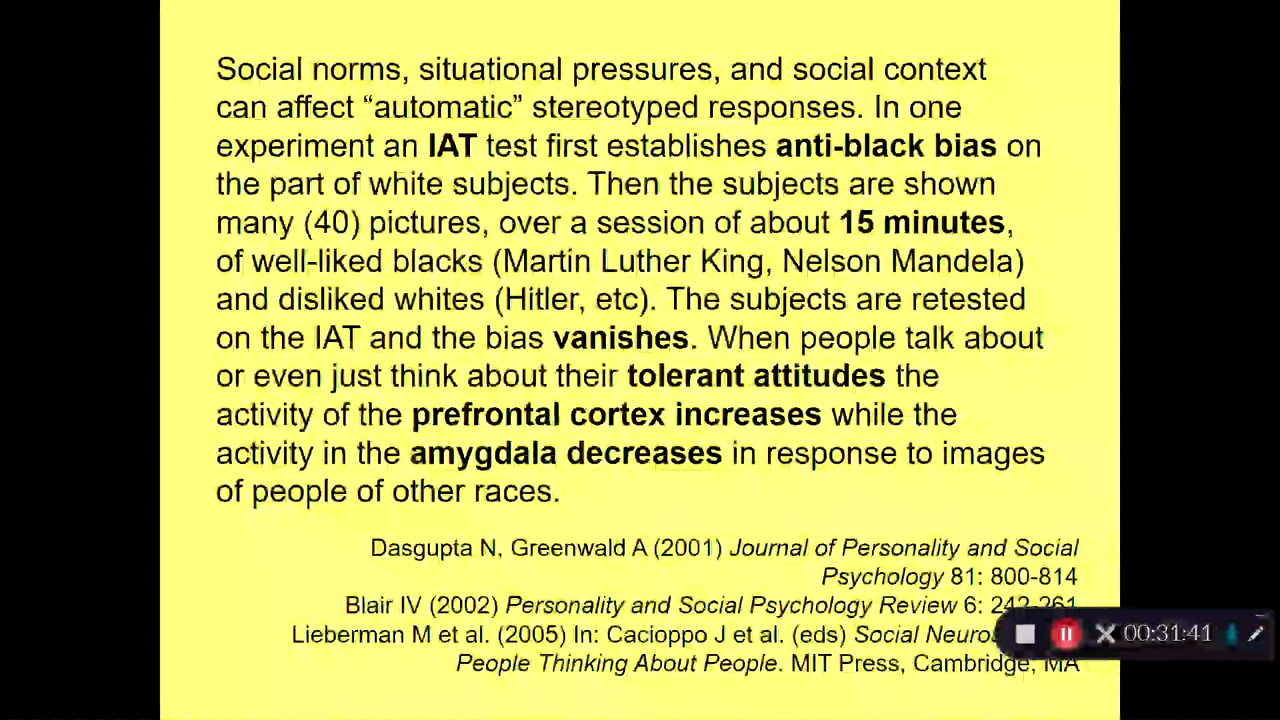 Social norms, situational pressures, and social context
can affect “automatic” stereotyped responses. In one
experiment an IAT test first establishes anti-black bias on
the part of white subjects. Then the subjects are shown
many (40) pictures, over a session of about 15 minutes,
of well-liked blacks (Martin Luther King, Nelson Mandela)
and disliked whites (Hitler, etc). The subjects are retested
on the IAT and the bias vanishes. When people talk about
or even just think about their tolerant attitudes the
activity of the prefrontal cortex increases while the
activity in the amygdala decreases in response to images
of people of other races.
Dasgupta N, Greenwald A (2001) Journal of Personality and Social
Psychology 81: 800-814
Blair IV (2002) Personality and Social Psychology Review 6: 242-261
Lieberman M et al. (2005) In: Cacioppo J et al. (eds) Social
00:31:41
People Thinking About People. MIT Press, Cambridge, MA